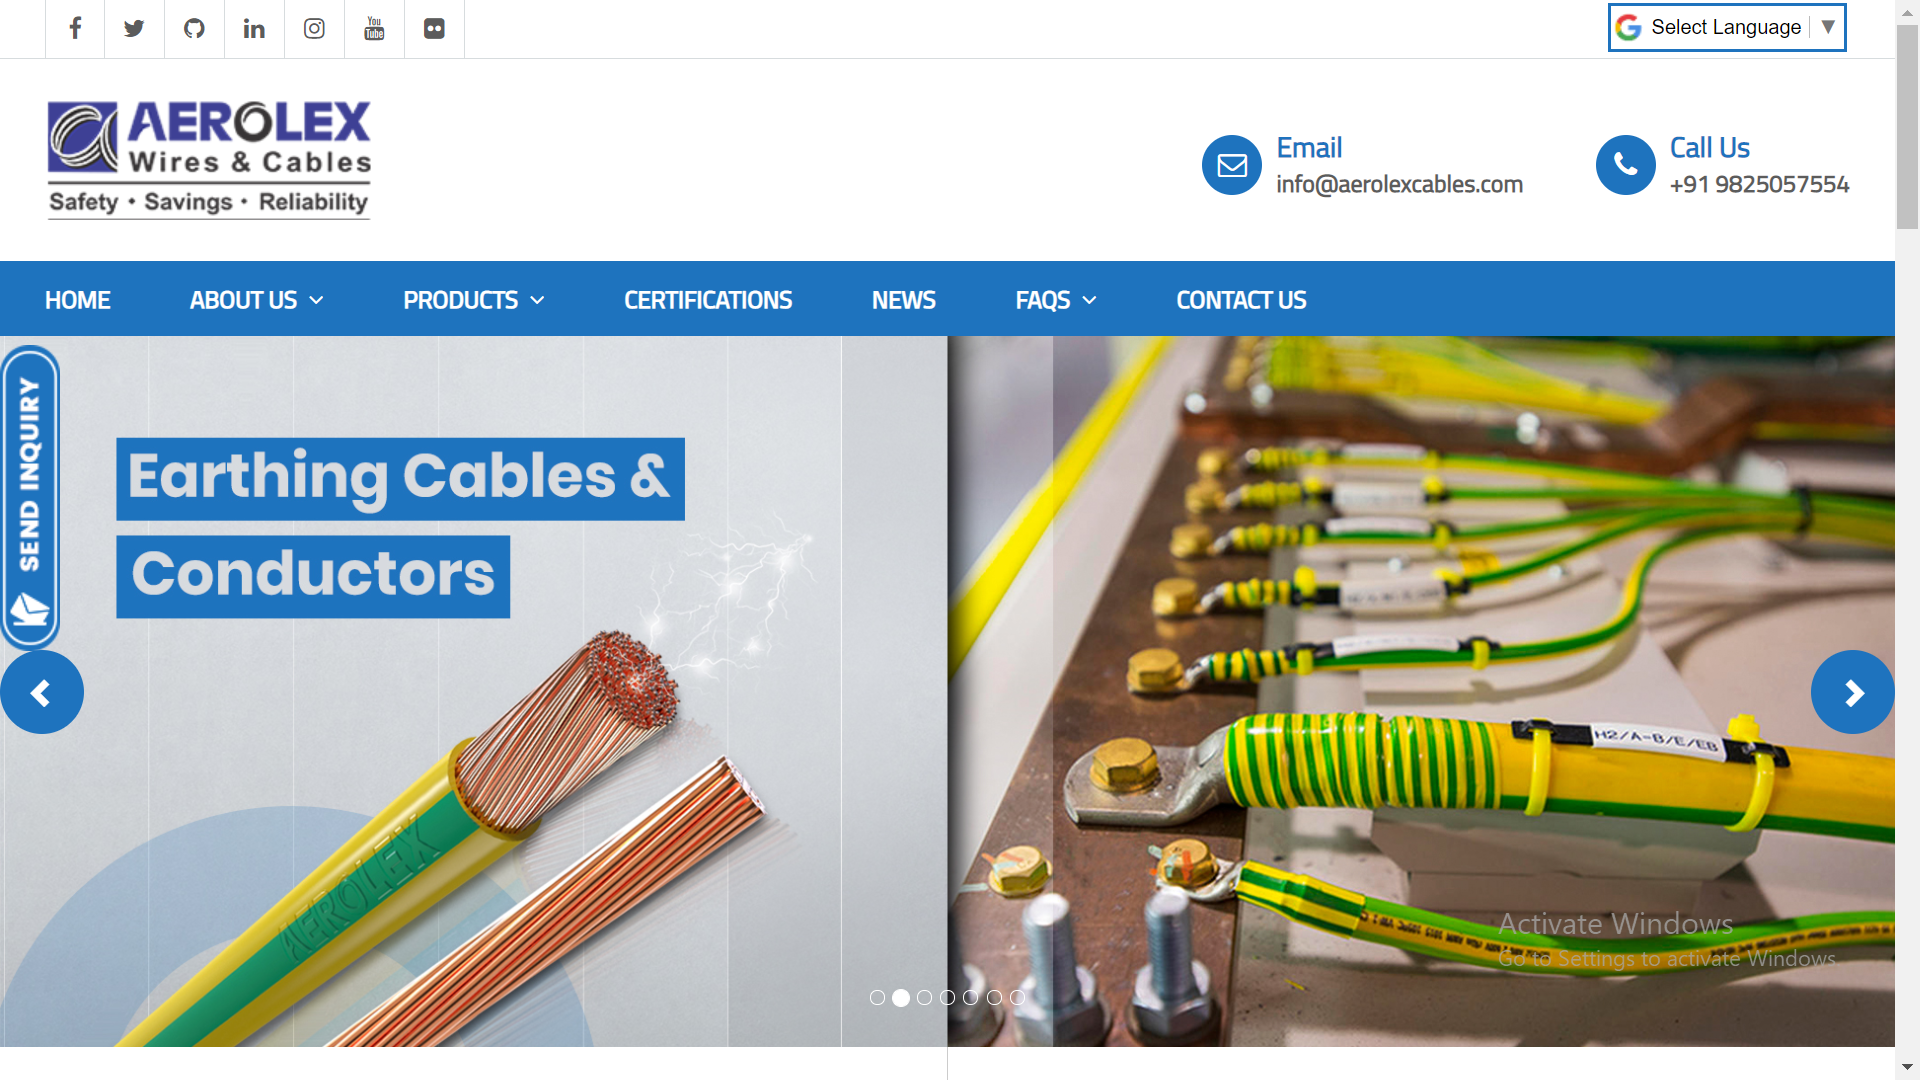 Select Language ▼
AEROLEX
Wires & Cables
Safety • Savings • Reliability
Email
info@aerolexcables.com
Call Us
+91 9825057554
HOME
ABOUT US
PRODUCTS
CERTIFICATIONS
NEWS
FAQS
CONTACT US
SEND INQUIRY
Earthing Cables &
Conductors
AEROLEX
H2/A-B/E/EB
Activate Windows
Go to Settings to activate Windows.
You
Tube